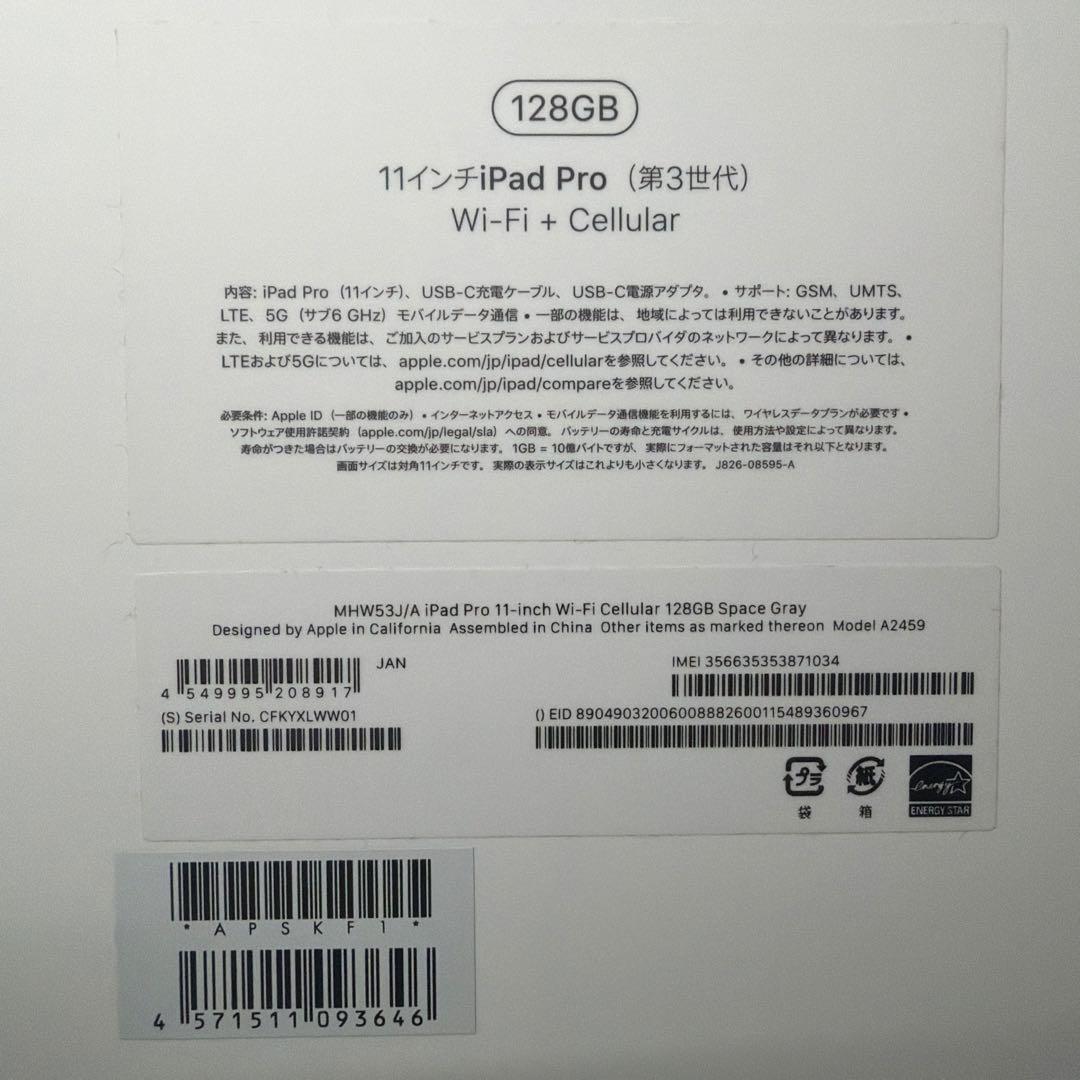 128GB
11インチiPad Pro（第3世代）
Wi-Fi + Cellular
内容: iPad Pro（11インチ）、USB-C充電ケーブル、USB-C電源アダプタ。• サポート: GSM、UMTS、
LTE、5G（サブ6 GHz）モバイルデータ通信 • 一部の機能は、地域によっては利用できないことがあります。
また、利用できる機能は、ご加入のサービスプランおよびサービスプロバイダのネットワークによって異なります。•
LTEおよび5Gについては、apple.com/jp/ipad/cellularを参照してください。• その他の詳細については、
apple.com/jp/ipad/compareを参照してください。
必要条件: Apple ID（一部の機能のみ）• インターネットアクセス • モバイルデータ通信機能を利用するには、ワイヤレスデータプランが必要です •
ソフトウェア使用許諾契約（apple.com/jp/legal/sla）への同意。バッテリーの寿命と充電サイクルは、使用方法や設定によって異なります。
寿命がつきた場合はバッテリーの交換が必要になります。1GB = 10億バイトですが、実際にフォーマットされた容量はそれ以下となります。
画面サイズは対角11インチです。実際の表示サイズはこれよりも小さくなります。J826-08595-A
MHW53J/A iPad Pro 11-inch Wi-Fi Cellular 128GB Space Gray
Designed by Apple in California Assembled in China Other items as marked thereon Model A2459
JAN
4 549995 208917
IMEI 356635353871034
(S) Serial No. CFKYXLWW01
() EID 89049032006008882600115489360967
プラ
袋
紙
箱
energy
ENERGY STAR
* A P S K F 1 *
4 571511 093646